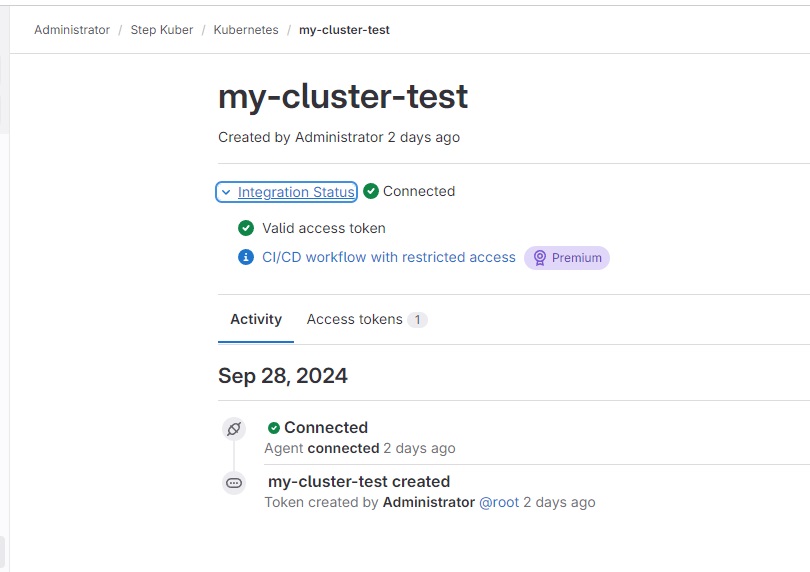 Administrator / Step Kuber / Kubernetes / my-cluster-test
my-cluster-test
Created by Administrator 2 days ago
Integration Status Connected
Valid access token
CI/CD workflow with restricted access Premium
Activity Access tokens 1
Sep 28, 2024
Connected
Agent connected 2 days ago
my-cluster-test created
Token created by Administrator @root 2 days ago